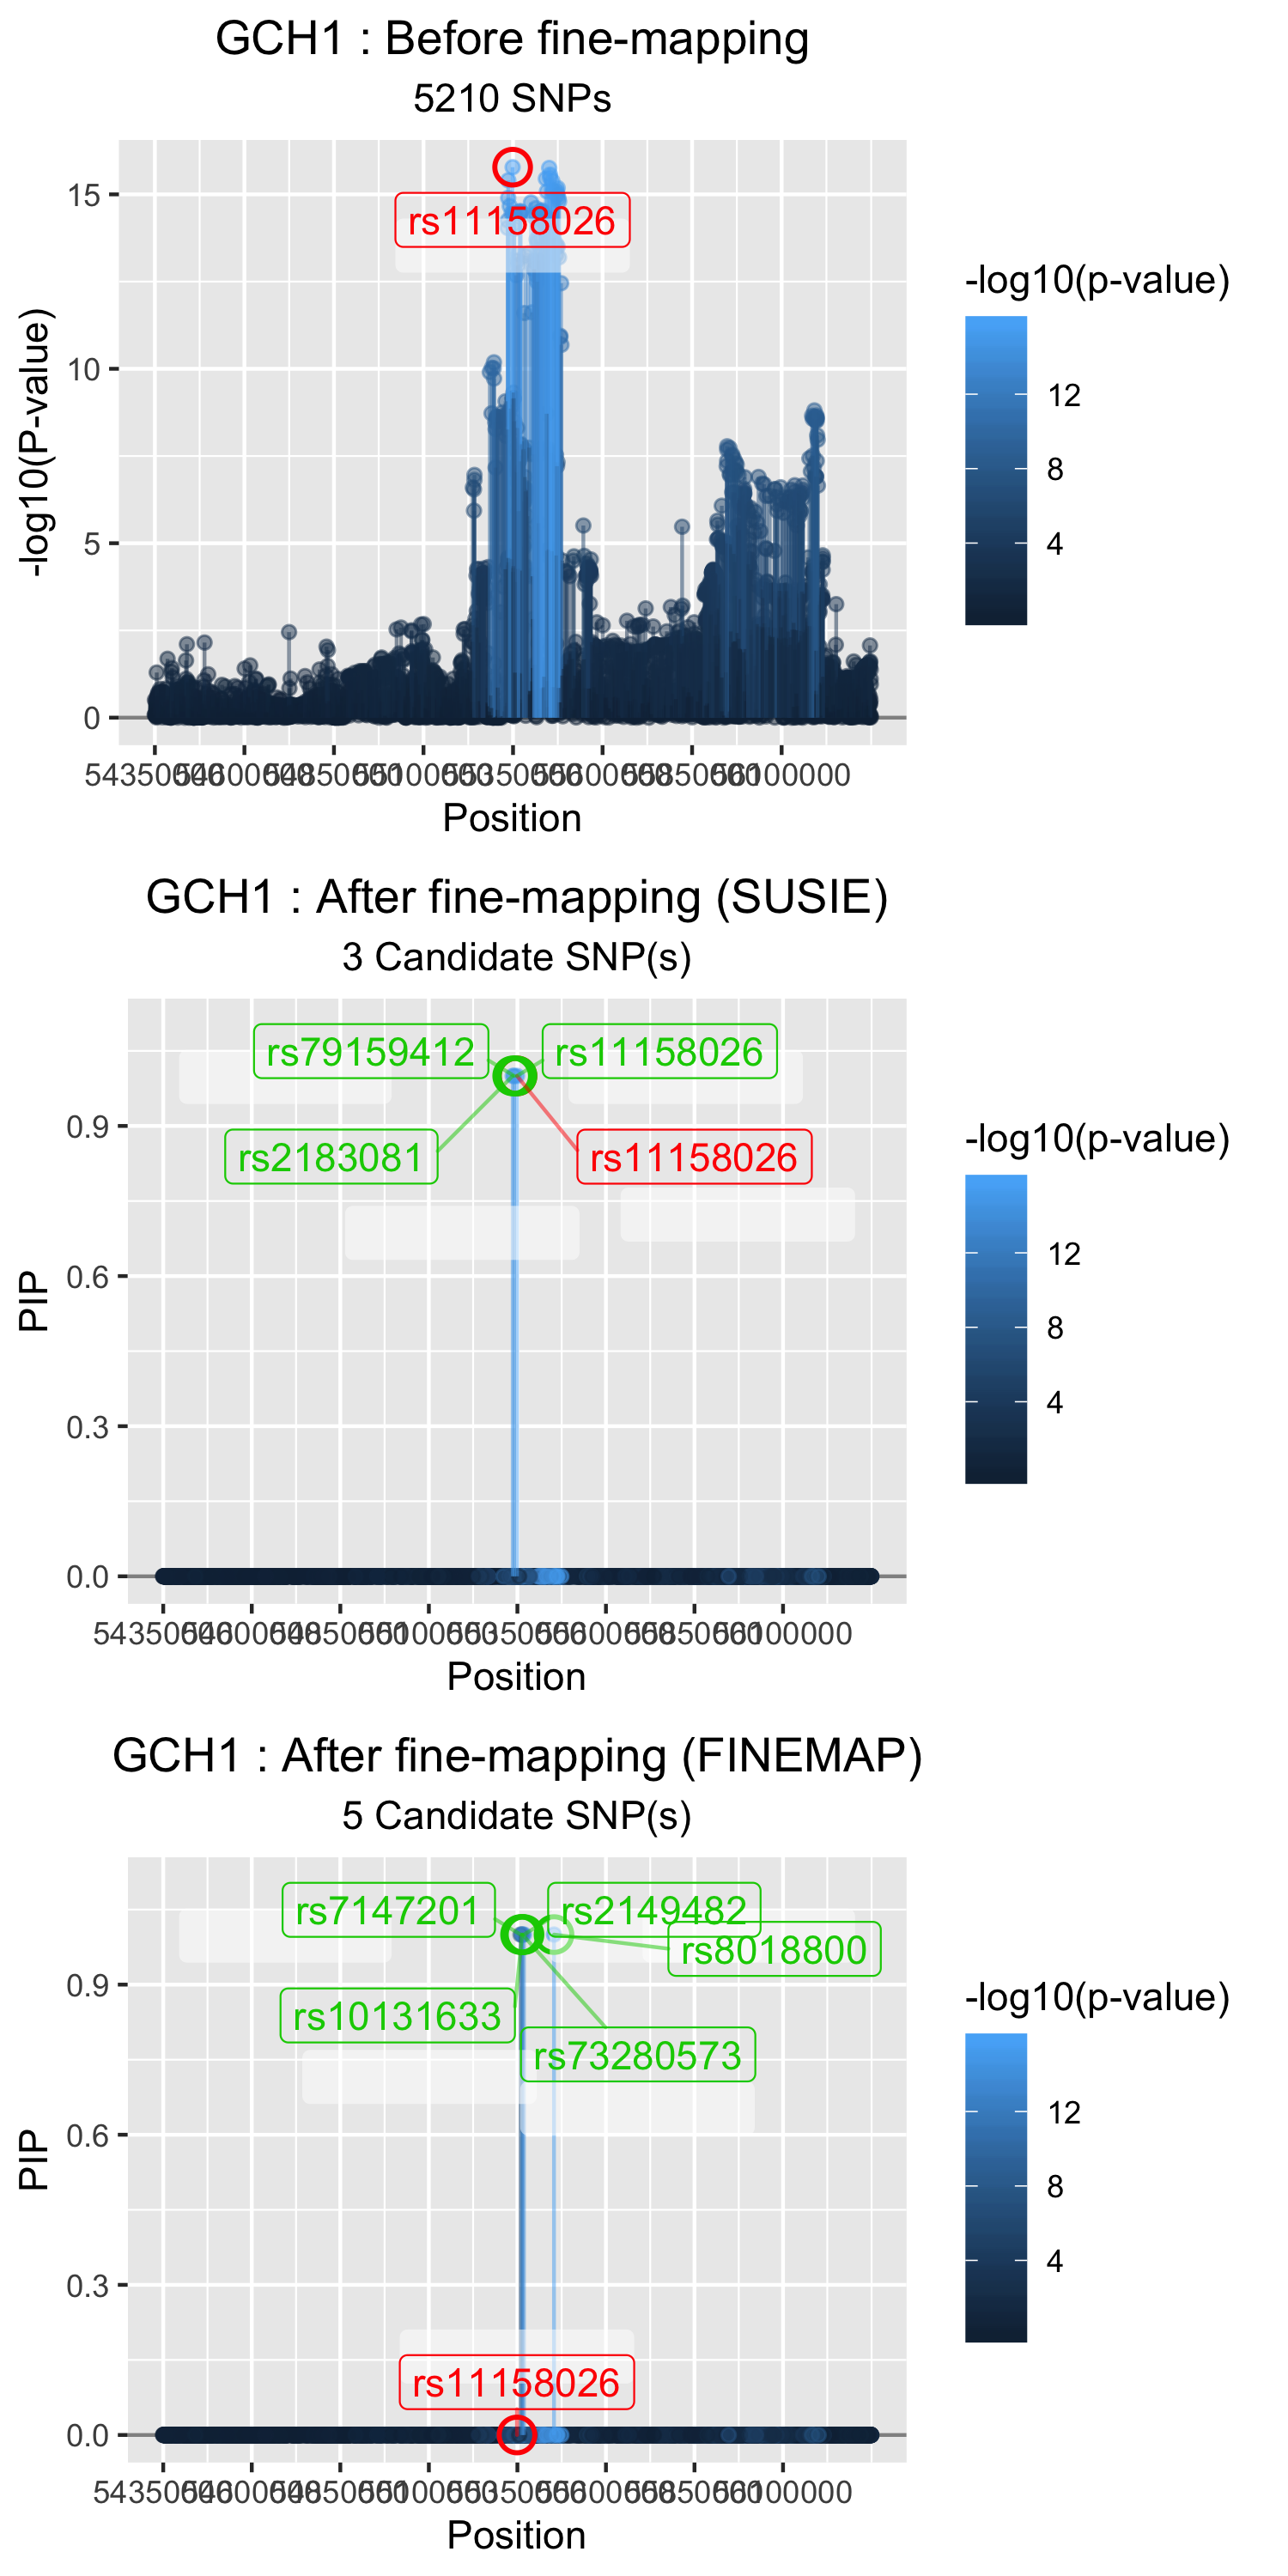 GCH1 : Before fine-mapping
5210 SNPs
-log10(P-value)
15
10
5
0
rs11158026
Position
-log10(p-value)
12
8
4
GCH1 : After fine-mapping (SUSIE)
3 Candidate SNP(s)
PIP
0.9
0.6
0.3
0.0
rs79159412
rs11158026
rs2183081
rs11158026
Position
-log10(p-value)
12
8
4
GCH1 : After fine-mapping (FINEMAP)
5 Candidate SNP(s)
PIP
0.9
0.6
0.3
0.0
rs7147201
rs2149482
rs8018800
rs10131633
rs73280573
rs11158026
Position
-log10(p-value)
12
8
4